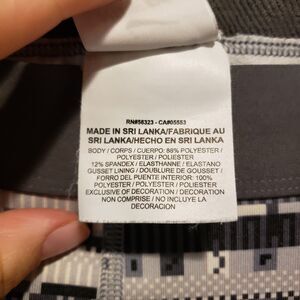 RN#56323 - CA#05553
MADE IN SRI LANKA/FABRIQUE AU
SRI LANKA/HECHO EN SRI LANKA
BODY / CORPS / CUERPO: 88% POLYESTER /
POLYESTER / POLIESTER
12% SPANDEX / ELASTHANNE / ELASTANO
GUSSET LINING / DOUBLURE DE GOUSSET /
FORRO DEL PUENTE INTERIOR: 100%
POLYESTER / POLYESTER / POLIESTER
EXCLUSIVE OF DECORATION / DECORATION
NON COMPRISE / NO INCLUYE LA
DECORACION